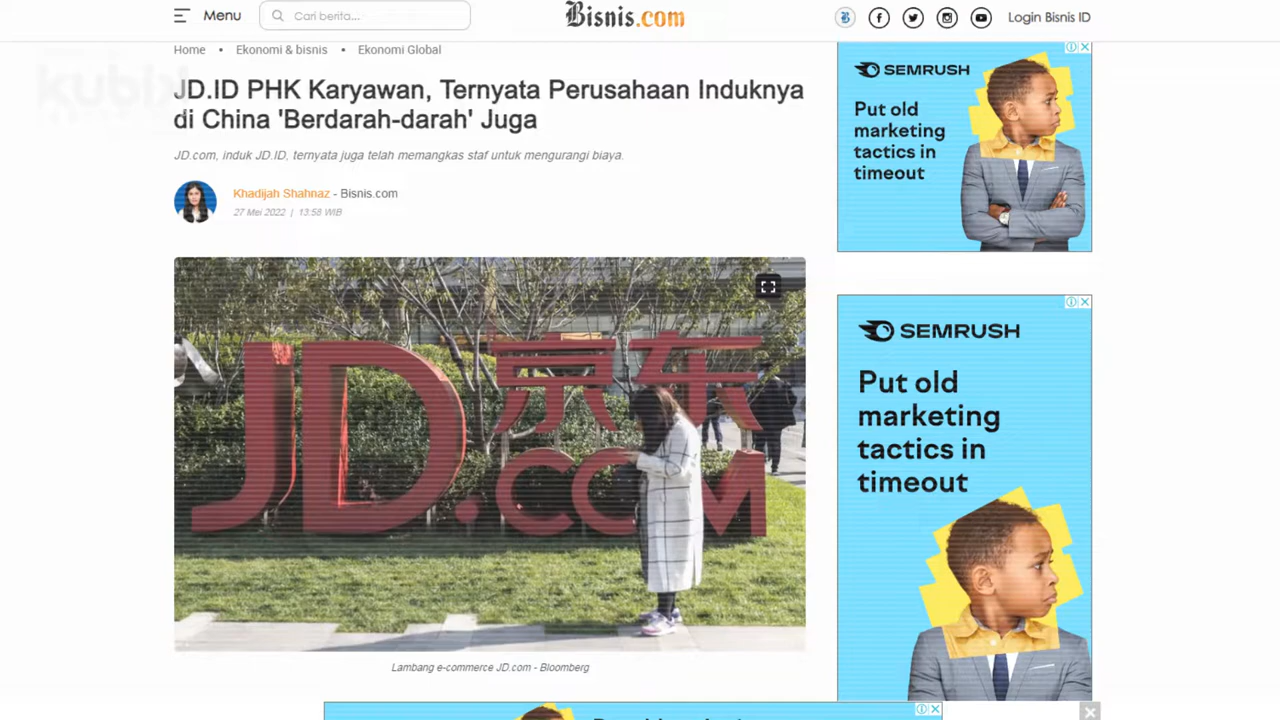 Menu
Cari berita...
Bisnis.com
Login Bisnis ID
Home • Ekonomi & bisnis • Ekonomi Global
JD.ID PHK Karyawan, Ternyata Perusahaan Induknya
di China 'Berdarah-darah' Juga
JD.com, induk JD.ID, ternyata juga telah memangkas staf untuk mengurangi biaya.
Khadijah Shahnaz - Bisnis.com
27 Mei 2022 | 13:58 WIB
kubix
JD.京东
.COM
Lambang e-commerce JD.com - Bloomberg
SEMRUSH
Put old
marketing
tactics in
timeout
SEMRUSH
Put old
marketing
tactics in
timeout